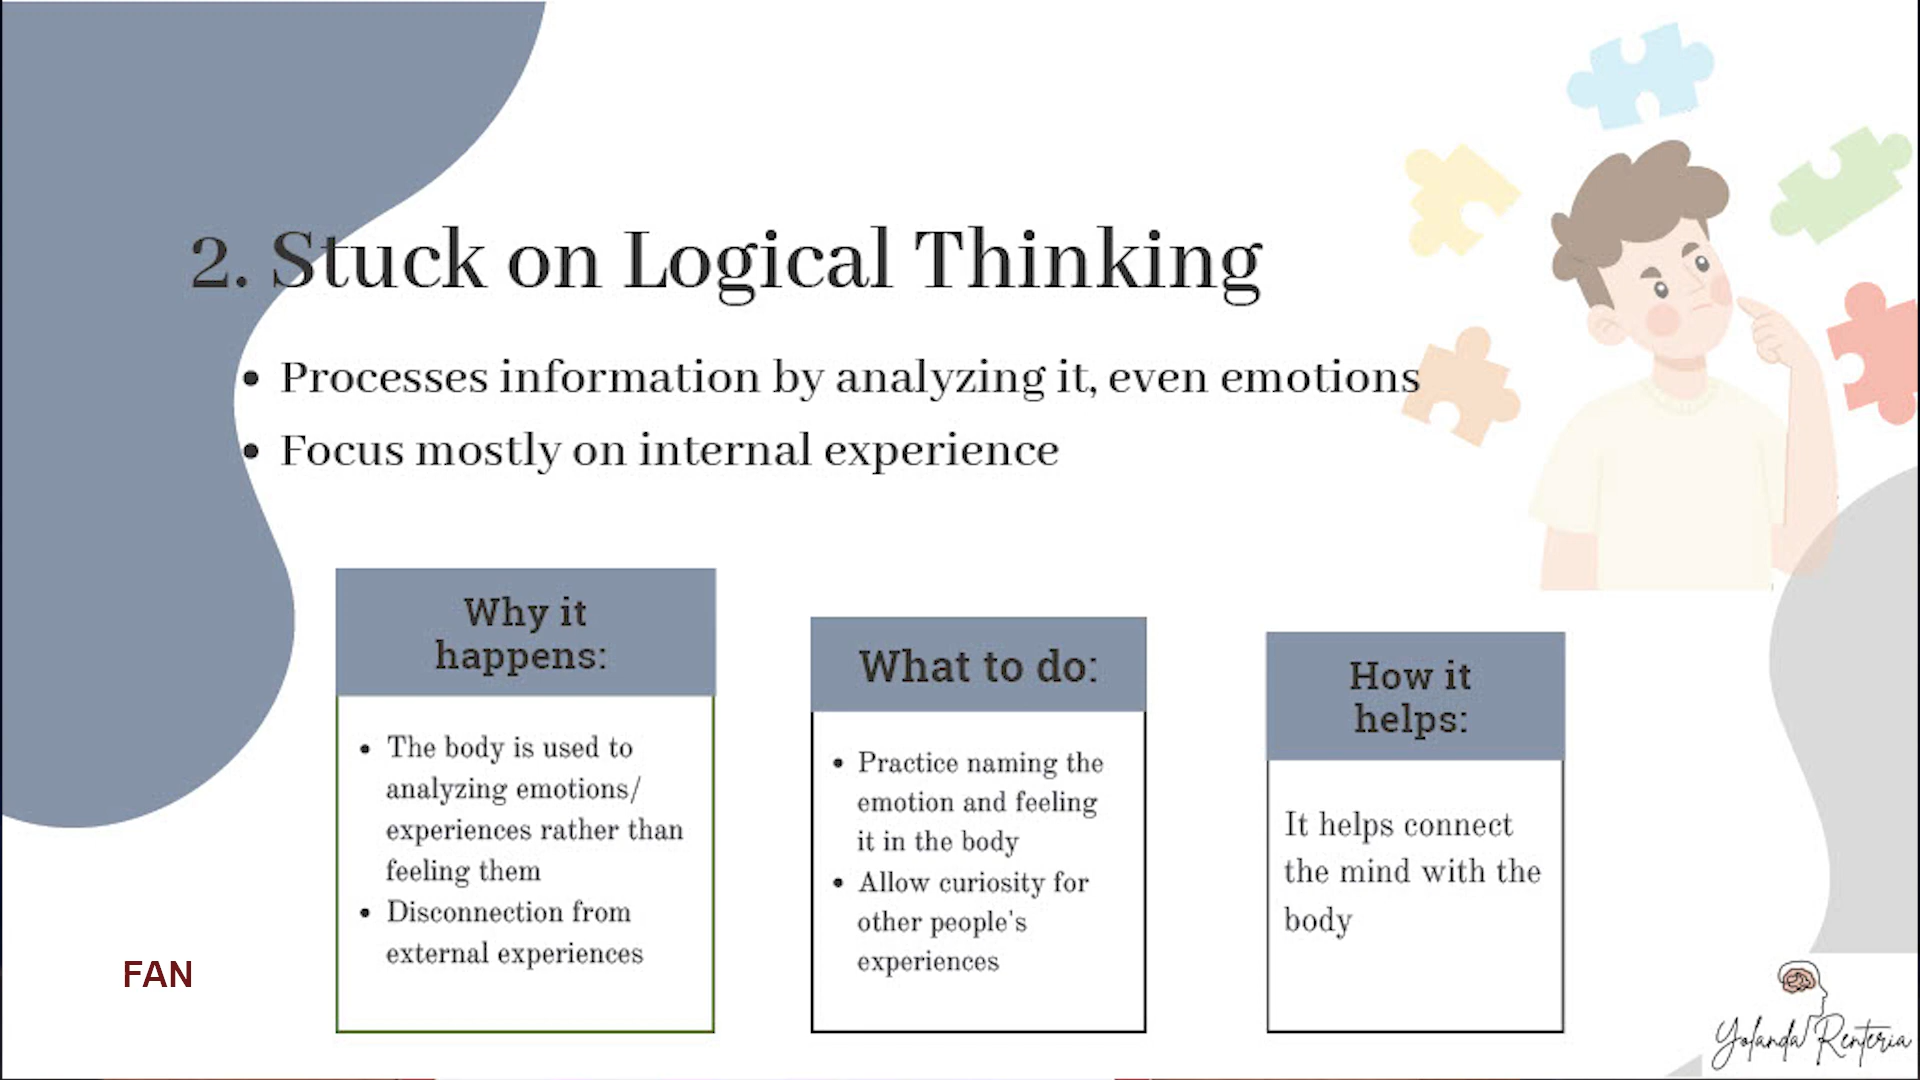 2. Stuck on Logical Thinking
• Processes information by analyzing it, even emotions
• Focus mostly on internal experience
Why it
happens:
• The body is used to
analyzing emotions/
experiences rather than
feeling them
• Disconnection from
external experiences
What to do:
• Practice naming the
emotion and feeling
it in the body
• Allow curiosity for
other people's
experiences
How it
helps:
It helps connect
the mind with the
body
FAN
Yolanda Renteria